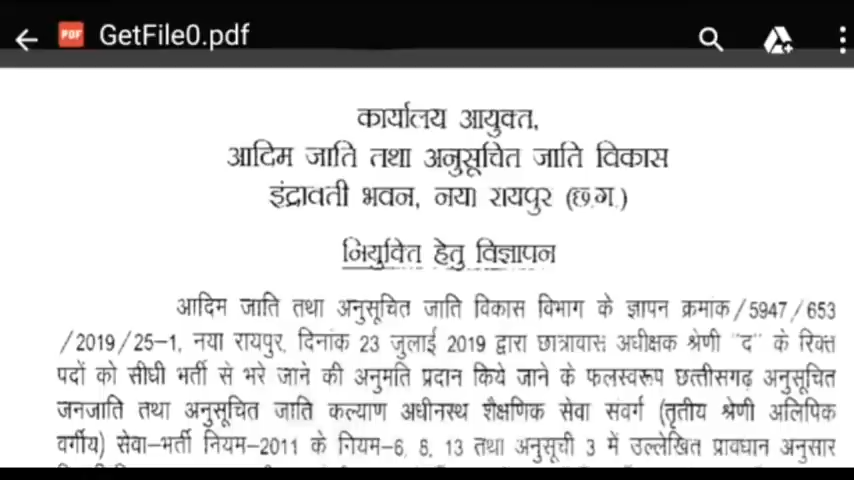 GetFile0.pdf
कार्यालय आयुक्त,
आदिम जाति तथा अनुसूचित जाति विकास
इंद्रावती भवन, नया रायपुर (छ.ग.)
नियुक्ति हेतु विज्ञापन
आदिम जाति तथा अनुसूचित जाति विकास विभाग के ज्ञापन क्रमांक/5947/653
/2019/25-1, नया रायपुर, दिनांक 23 जुलाई 2019 द्वारा छात्रावास अधीक्षक श्रेणी "द" के रिक्त
पदों को सीधी भर्ती से भरे जाने की अनुमति प्रदान किये जाने के फलस्वरूप छत्तीसगढ़ अनुसूचित
जनजाति तथा अनुसूचित जाति कल्याण अधीनस्थ शैक्षणिक सेवा संवर्ग (तृतीय श्रेणी अलिपिक
वर्गीय) सेवा-भर्ती नियम-2011 के नियम-6, 8, 13 तथा अनुसूची 3 में उल्लेखित प्रावधान अनुसार